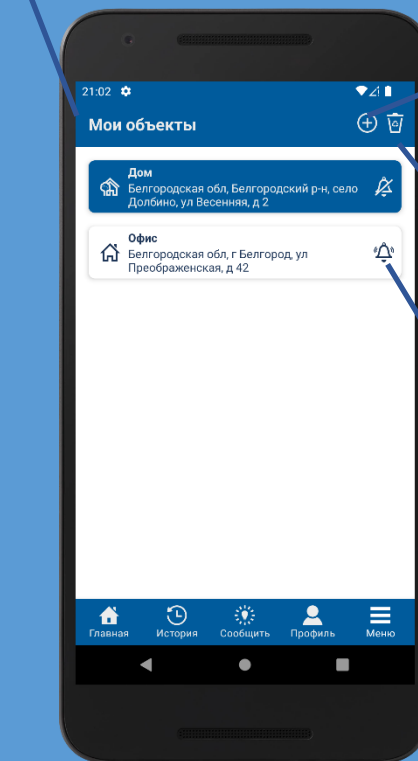 21:02
Мои объекты
Дом
Белгородская обл, Белгородский р-н, село
Долбино, ул Весенняя, д 2
Офис
Белгородская обл, г Белгород, ул
Преображенская, д 42
Главная История Сообщить Профиль Меню